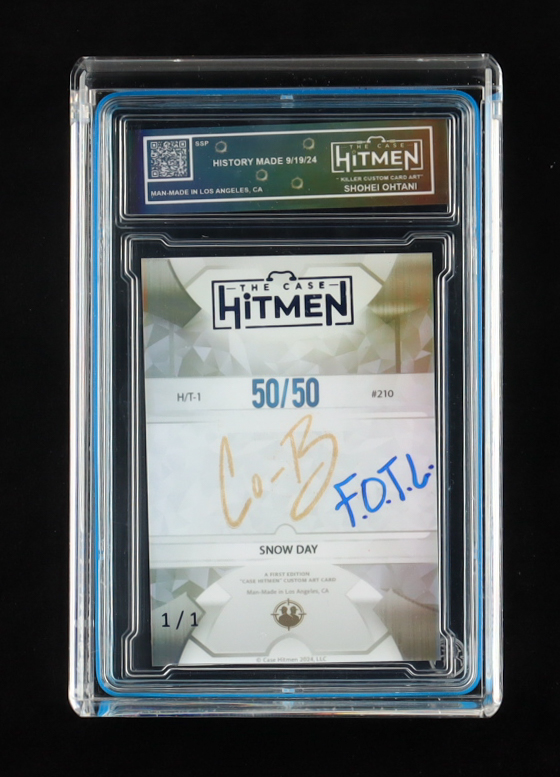 SSP
HISTORY MADE 9/19/24
MAN-MADE IN LOS ANGELES, CA
THE CASE
HiTMEN
"KILLER CUSTOM CARD ART"
SHOHEI OHTANI
THE CASE
HiTMEN
H/T-1 50/50 #210
Co-B
F.O.T.L.
SNOW DAY
A FIRST EDITION
"CASE HITMEN" CUSTOM ART CARD
Man-Made in Los Angeles, CA
1/1
© Case Hitmen 2024, LLC